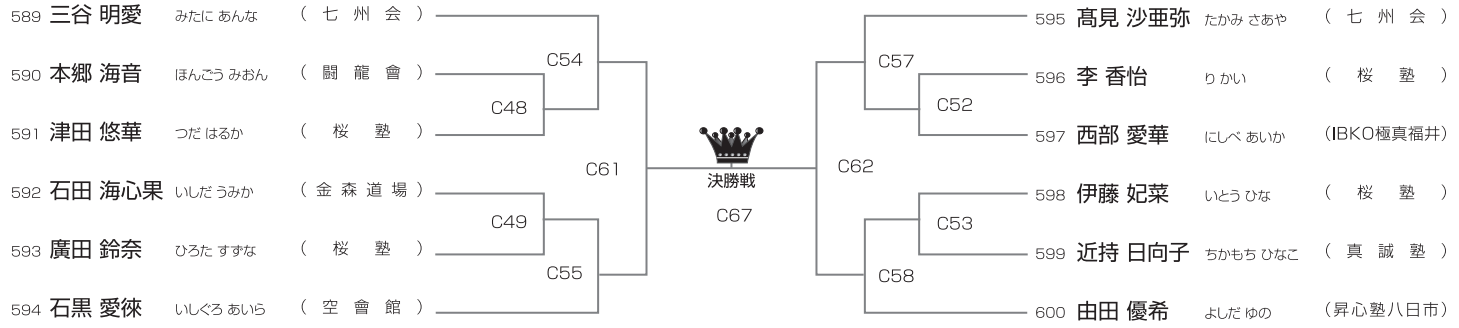 589 三谷 明愛 みたに あんな （ 七 州 会 ）
590 本郷 海音 ほんごう みおん （ 闘 龍 會 ）
591 津田 悠華 つだ はるか （ 桜 塾 ）
592 石田 海心果 いしだ うみか （ 金 森 道 場 ）
593 廣田 鈴奈 ひろた すずな （ 桜 塾 ）
594 石黒 愛徠 いしぐろ あいら （ 空 會 館 ）
C54
C48
C61
C49
C55
決勝戦
C67
C57
C52
C62
C53
C58
595 髙見 沙亜弥 たかみ さあや （ 七 州 会 ）
596 李 香怡 り かい （ 桜 塾 ）
597 西部 愛華 にしべ あいか （IBKO極真福井）
598 伊藤 妃菜 いとう ひな （ 桜 塾 ）
599 近持 日向子 ちかもち ひなこ （ 真 誠 塾 ）
600 由田 優希 よしだ ゆの （昇心塾八日市）